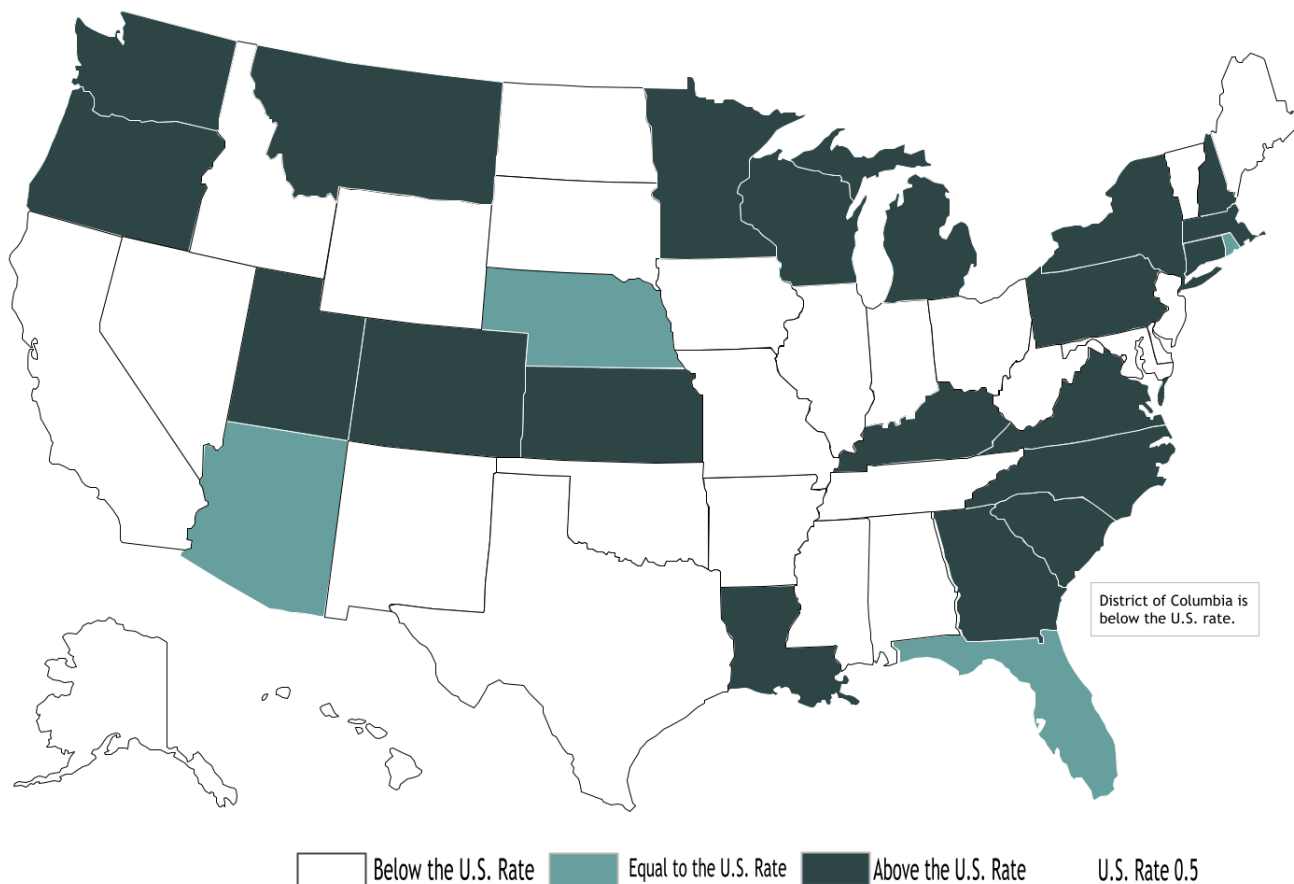 District of Columbia is
below the U.S. rate.
Below the U.S. Rate
Equal to the U.S. Rate
Above the U.S. Rate
U.S. Rate 0.5